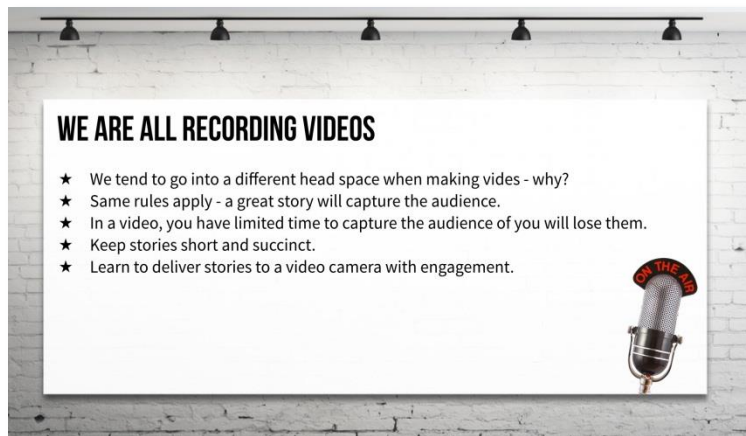 WE ARE ALL RECORDING VIDEOS
★ We tend to go into a different head space when making vides - why?
★ Same rules apply - a great story will capture the audience.
★ In a video, you have limited time to capture the audience of you will lose them.
★ Keep stories short and succinct.
★ Learn to deliver stories to a video camera with engagement.
ON THE AIR